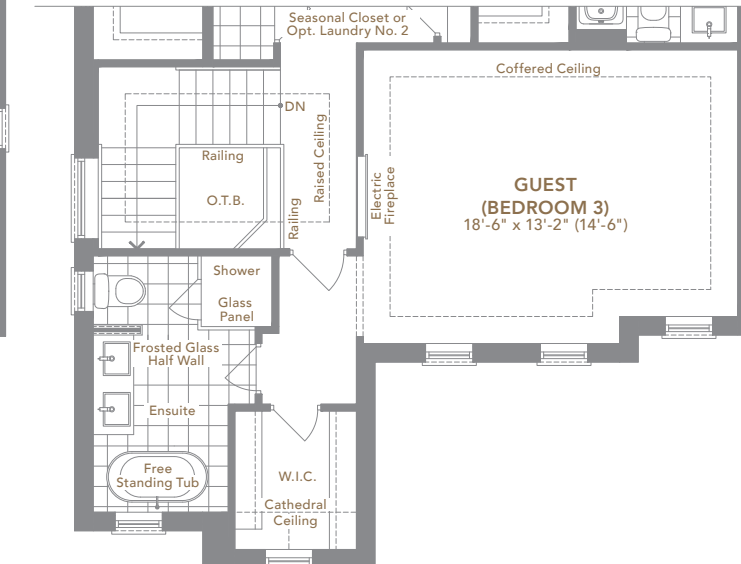 Seasonal Closet or
Opt. Laundry No. 2
Coffered Ceiling
DN
Railing
Raised Ceiling
O.T.B.
Railing
Electric
Fireplace
GUEST
(BEDROOM 3)
18'-6" x 13'-2" (14'-6")
Shower
Glass
Panel
Frosted Glass
Half Wall
Ensuite
Free
Standing Tub
W.I.C.
Cathedral
Ceiling